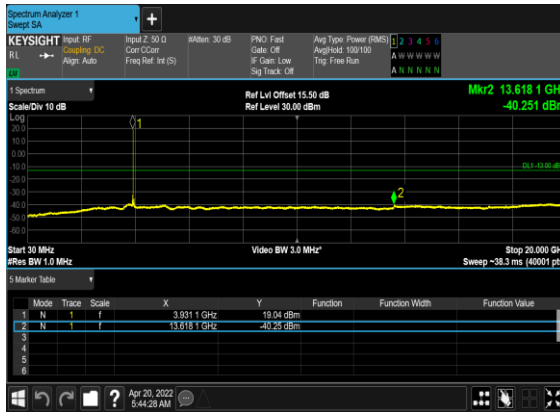 Spectrum Analyzer 1
Swept SA
+
KEYSIGHT Input: RF Input Z: 50 Ω #Atten: 30 dB PNO: Fast Avg Type: Power (RMS) 1 2 3 4 5 6
RL Coupling: DC Corr CCorr Gate: Off Avg|Hold: 100/100 A W W W W W
Align: Auto Freq Ref: Int (S) IF Gain: Low Trig: Free Run
Sig Track: Off A N N N N N
1 Spectrum
Scale/Div 10 dB
Ref Lvl Offset 15.50 dB
Ref Level 30.00 dBm
Mkr2 13.618 1 GHz
-40.251 dBm
Log
20.0
10.0
0.00
-10.0
-20.0
-30.0
-40.0
-50.0
-60.0
1
2
DL1 -13.00 dBm
Start 30 MHz Video BW 3.0 MHz* Stop 20.000 GHz
#Res BW 1.0 MHz Sweep ~38.3 ms (40001 pts)
5 Marker Table
Mode Trace Scale X Y Function Function Width Function Value
1 N 1 f 3.931 1 GHz 19.04 dBm
2 N 1 f 13.618 1 GHz -40.25 dBm
3
4
5
6
? Apr 20, 2022
5:44:28 AM